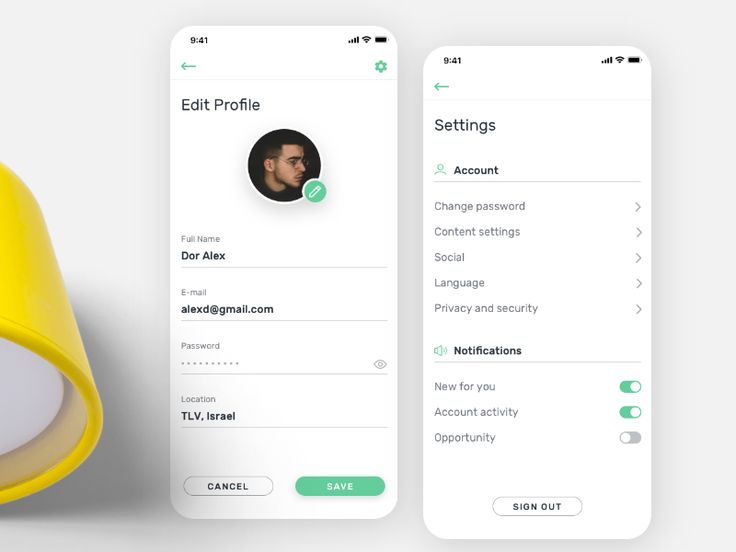 9:41
Edit Profile
Full Name
Dor Alex
E-mail
alexd@gmail.com
Password
Location
TLV, Israel
CANCEL
SAVE
9:41
Settings
Account
Change password
Content settings
Social
Language
Privacy and security
Notifications
New for you
Account activity
Opportunity
SIGN OUT